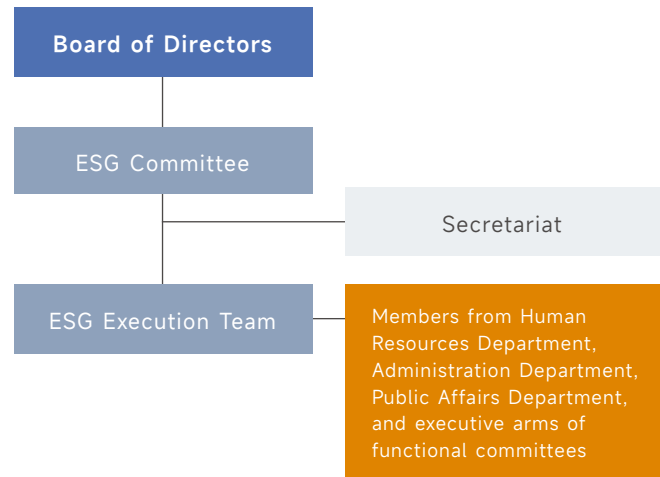 Board of Directors
ESG Committee
Secretariat
ESG Execution Team
Members from Human
Resources Department,
Administration Department,
Public Affairs Department,
and executive arms of
functional committees